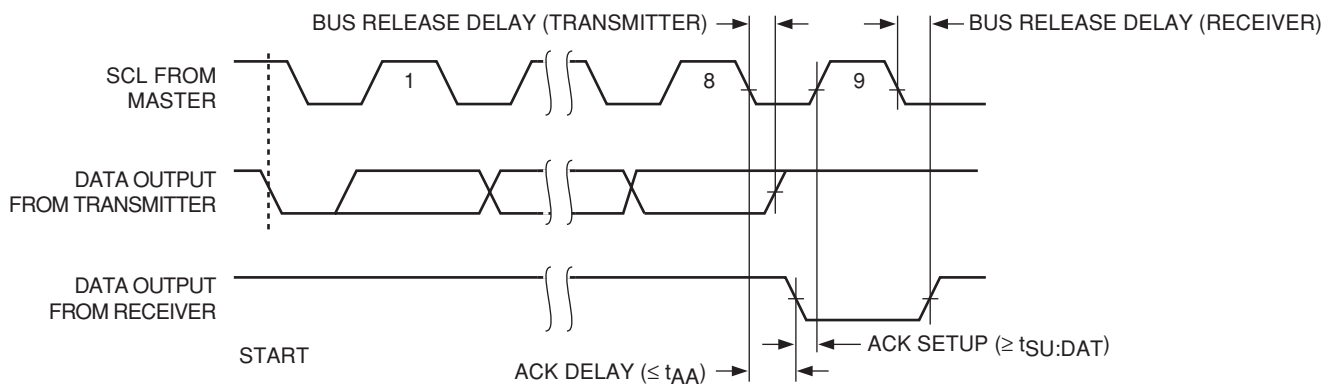 BUS RELEASE DELAY (TRANSMITTER)
BUS RELEASE DELAY (RECEIVER)
SCL FROM
MASTER
1
8
9
DATA OUTPUT
FROM TRANSMITTER
DATA OUTPUT
FROM RECEIVER
START
ACK SETUP (≥ tSU:DAT)
ACK DELAY (≤ tAA)